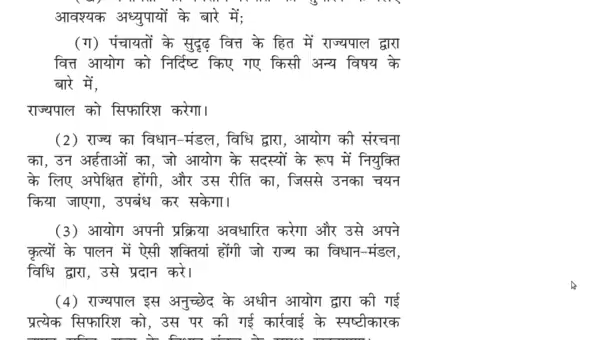 आवश्यक अध्युपायों के बारे में;
(ग) पंचायतों के सुदृढ़ वित्त के हित में राज्यपाल द्वारा
वित्त आयोग को निर्दिष्ट किए गए किसी अन्य विषय के
बारे में,
राज्यपाल को सिफारिश करेगा।
(2) राज्य का विधान-मंडल, विधि द्वारा, आयोग की संरचना
का, उन अर्हताओं का, जो आयोग के सदस्यों के रूप में नियुक्ति
के लिए अपेक्षित होंगी, और उस रीति का, जिससे उनका चयन
किया जाएगा, उपबंध कर सकेगा।
(3) आयोग अपनी प्रक्रिया अवधारित करेगा और उसे अपने
कृत्यों के पालन में ऐसी शक्तियां होंगी जो राज्य का विधान-मंडल,
विधि द्वारा, उसे प्रदान करे।
(4) राज्यपाल इस अनुच्छेद के अधीन आयोग द्वारा की गई
प्रत्येक सिफारिश को, उस पर की गई कार्रवाई के स्पष्टीकारक